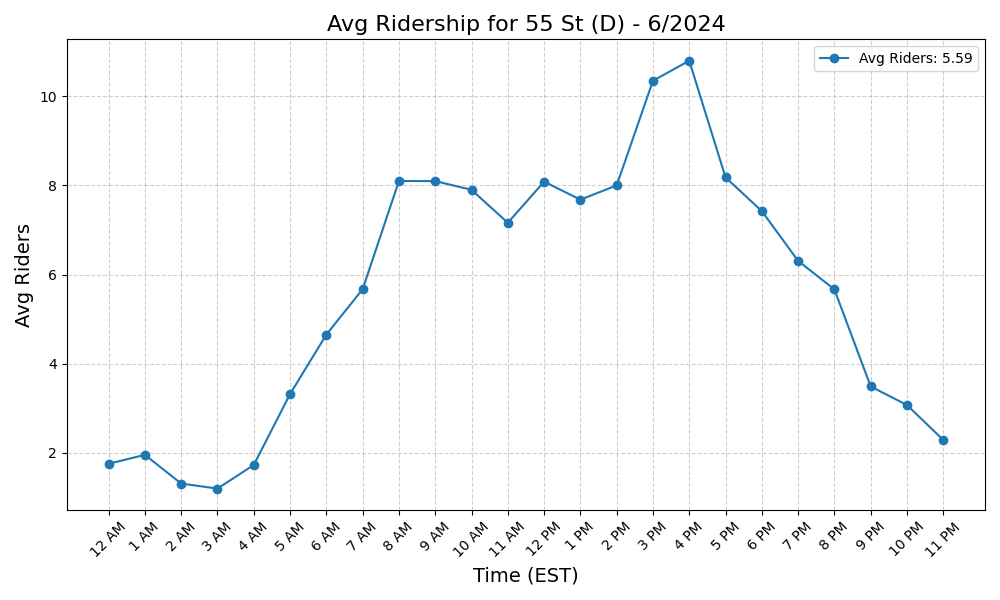 Avg Ridership for 55 St (D) - 6/2024
Avg Riders: 5.59
Avg Riders
10
8
6
4
2
12 AM
1 AM
2 AM
3 AM
4 AM
5 AM
6 AM
7 AM
8 AM
9 AM
10 AM
11 AM
12 PM
1 PM
2 PM
3 PM
4 PM
5 PM
6 PM
7 PM
8 PM
9 PM
10 PM
11 PM
Time (EST)